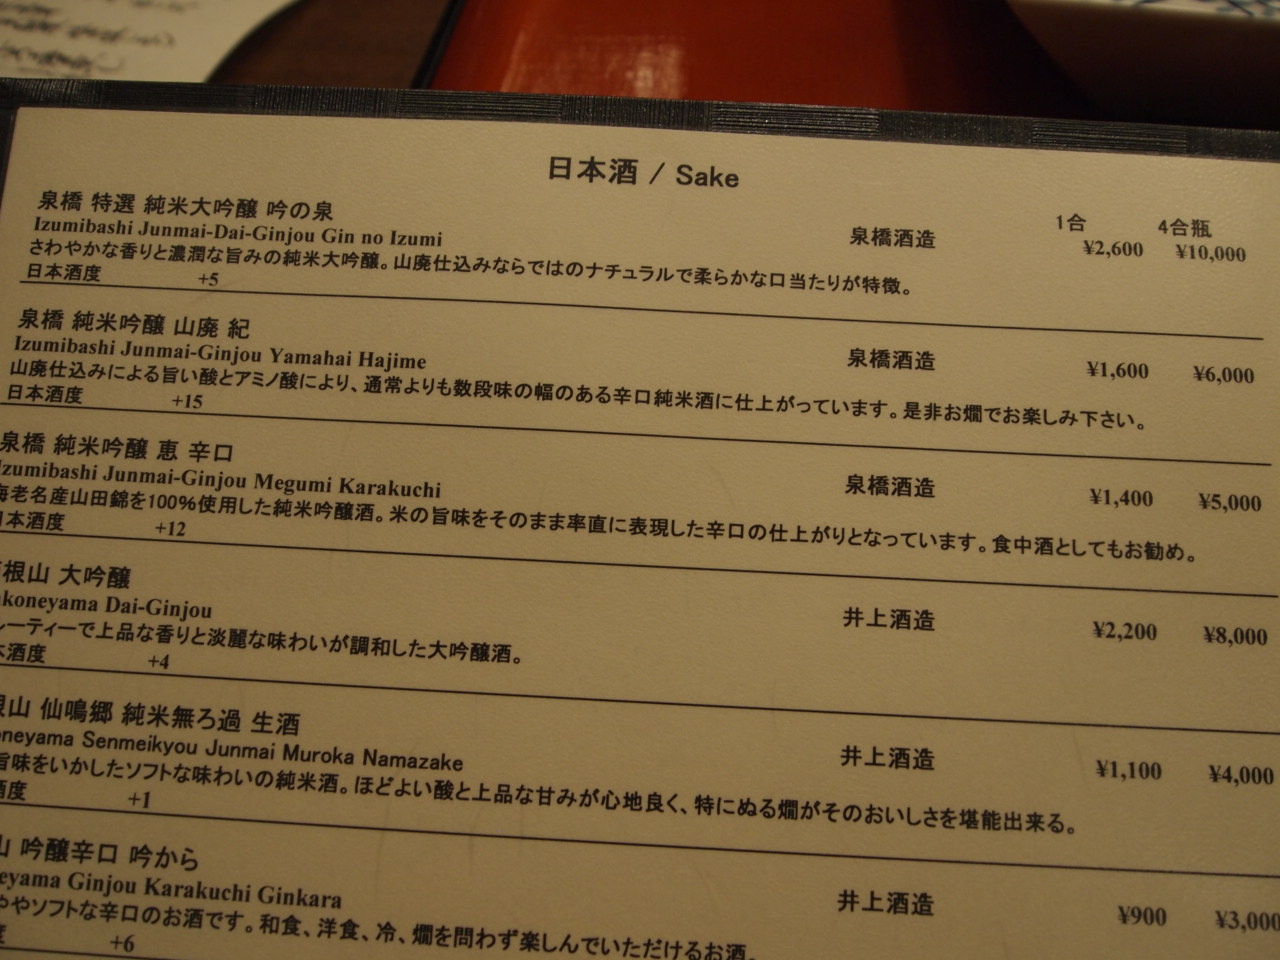 日本酒 / Sake
1合 4合瓶
泉橋 特選 純米大吟醸 吟の泉
Izumibashi Junmai-Dai-Ginjou Gin no Izumi 泉橋酒造 ¥2,600 ¥10,000
さわやかな香りと濃潤な旨みの純米大吟醸。山廃仕込みならではのナチュラルで柔らかな口当たりが特徴。
日本酒度 +5
泉橋 純米吟醸 山廃 紀
Izumibashi Junmai-Ginjou Yamahai Hajime 泉橋酒造 ¥1,600 ¥6,000
山廃仕込みによる旨い酸とアミノ酸により、通常よりも数段味の幅のある辛口純米酒に仕上がっています。是非お燗でお楽しみ下さい。
日本酒度 +15
泉橋 純米吟醸 恵 辛口
Izumibashi Junmai-Ginjou Megumi Karakuchi 泉橋酒造 ¥1,400 ¥5,000
海老名産山田錦を100%使用した純米吟醸酒。米の旨味をそのまま率直に表現した辛口の仕上がりとなっています。食中酒としてもお勧め。
日本酒度 +12
根山 大吟醸
akoneyama Dai-Ginjou 井上酒造 ¥2,200 ¥8,000
ルーティーで上品な香りと淡麗な味わいが調和した大吟醸酒。
本酒度 +4
根山 仙鳴郷 純米無ろ過 生酒
oneyama Senmeikyou Junmai Muroka Namazake 井上酒造 ¥1,100 ¥4,000
旨味をいかしたソフトな味わいの純米酒。ほどよい酸と上品な甘みが心地良く、特にぬる燗がそのおいしさを堪能出来る。
酒度 +1
山 吟醸辛口 吟から
eyama Ginjou Karakuchi Ginkara 井上酒造 ¥900 ¥3,000
ややソフトな辛口のお酒です。和食、洋食、冷、燗を問わず楽しんでいただけるお酒。
度 +6